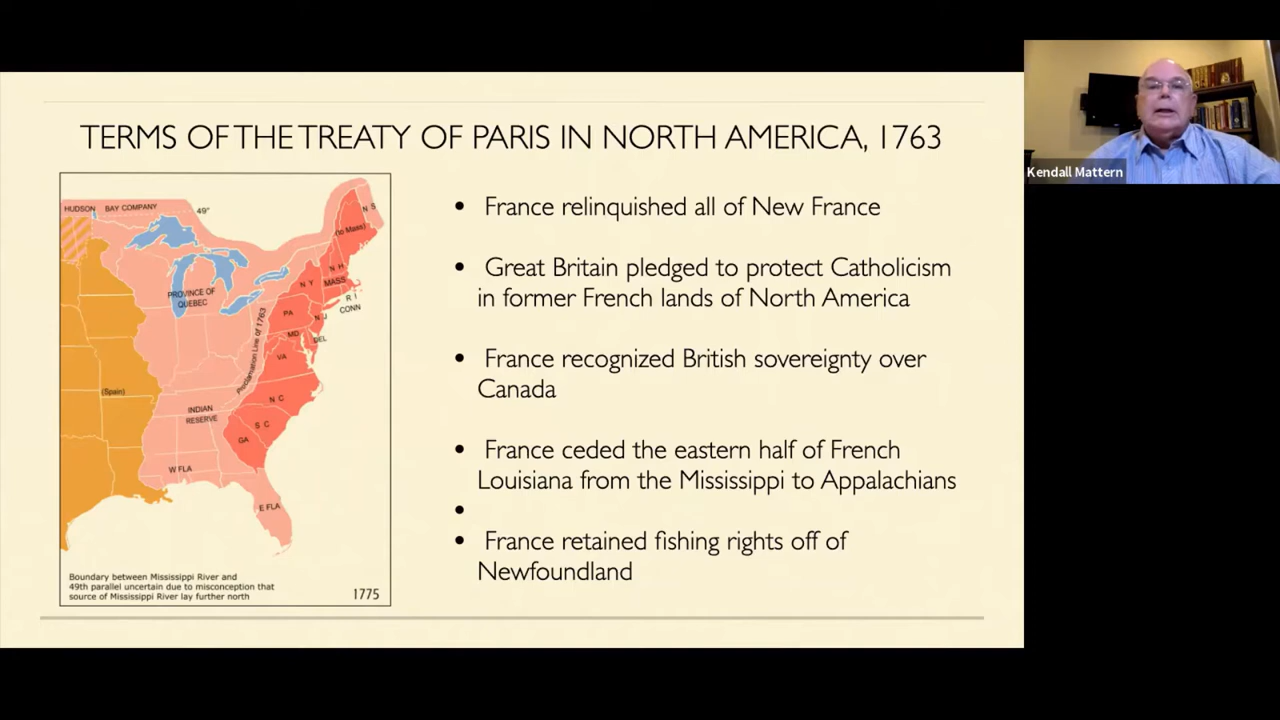 TERMS OF THE TREATY OF PARIS IN NORTH AMERICA, 1763
HUDSON BAY COMPANY
49°
N S
(to Mass)
N H
N Y
MASS
R I
CONN
PROVINCE OF
QUEBEC
PA
N J
MD
DEL
Proclamation Line of 1763
VA
(Spain)
N C
INDIAN
RESERVE
S C
GA
W FLA
E FLA
Boundary between Mississippi River and
49th parallel uncertain due to misconception that
source of Mississippi River lay further north
1775
• France relinquished all of New France
• Great Britain pledged to protect Catholicism
in former French lands of North America
• France recognized British sovereignty over
Canada
• France ceded the eastern half of French
Louisiana from the Mississippi to Appalachians
•
• France retained fishing rights off of
Newfoundland
Kendall Mattern